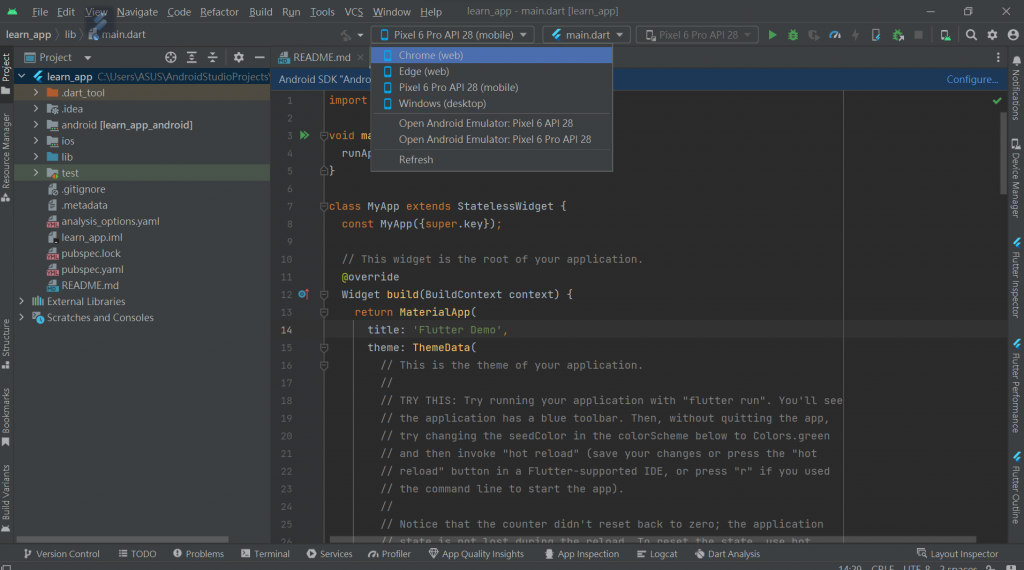 File Edit View Navigate Code Refactor Build Run Tools VCS Window Help learn_app - main.dart [learn_app]
learn_app lib main.dart Pixel 6 Pro API 28 (mobile) main.dart Pixel 6 Pro API 28
Project
README.md
Chrome (web)
Edge (web)
Pixel 6 Pro API 28 (mobile)
Windows (desktop)
Open Android Emulator: Pixel 6 API 28
Open Android Emulator: Pixel 6 Pro API 28
Refresh
Android SDK "Andro
Configure...
learn_app C:\Users\ASUS\AndroidStudioProjects\
.dart_tool
.idea
android [learn_app_android]
ios
lib
test
.gitignore
.metadata
analysis_options.yaml
learn_app.iml
pubspec.lock
pubspec.yaml
README.md
External Libraries
Scratches and Consoles
1 import
2
3 void ma
4 runAp
5 }
6
7 class MyApp extends StatelessWidget {
8 const MyApp({super.key});
9
10 // This widget is the root of your application.
11 @override
12 Widget build(BuildContext context) {
13 return MaterialApp(
14 title: 'Flutter Demo',
15 theme: ThemeData(
16 // This is the theme of your application.
17 //
18 // TRY THIS: Try running your application with "flutter run". You'll see
19 // the application has a blue toolbar. Then, without quitting the app,
20 // try changing the seedColor in the colorScheme below to Colors.green
21 // and then invoke "hot reload" (save your changes or press the "hot
22 // reload" button in a Flutter-supported IDE, or press "r" if you used
23 // the command line to start the app).
24 //
25 // Notice that the counter didn't reset back to zero; the application
26 // state is not lost during the reload. To reset the state, use hot
Project
Resource Manager
Structure
Bookmarks
Build Variants
Notifications
Device Manager
Flutter Inspector
Flutter Performance
Flutter Outline
Version Control TODO Problems Terminal Services Profiler App Quality Insights App Inspection Logcat Dart Analysis Layout Inspector
14:29 CRLF UTF-8 2 spaces